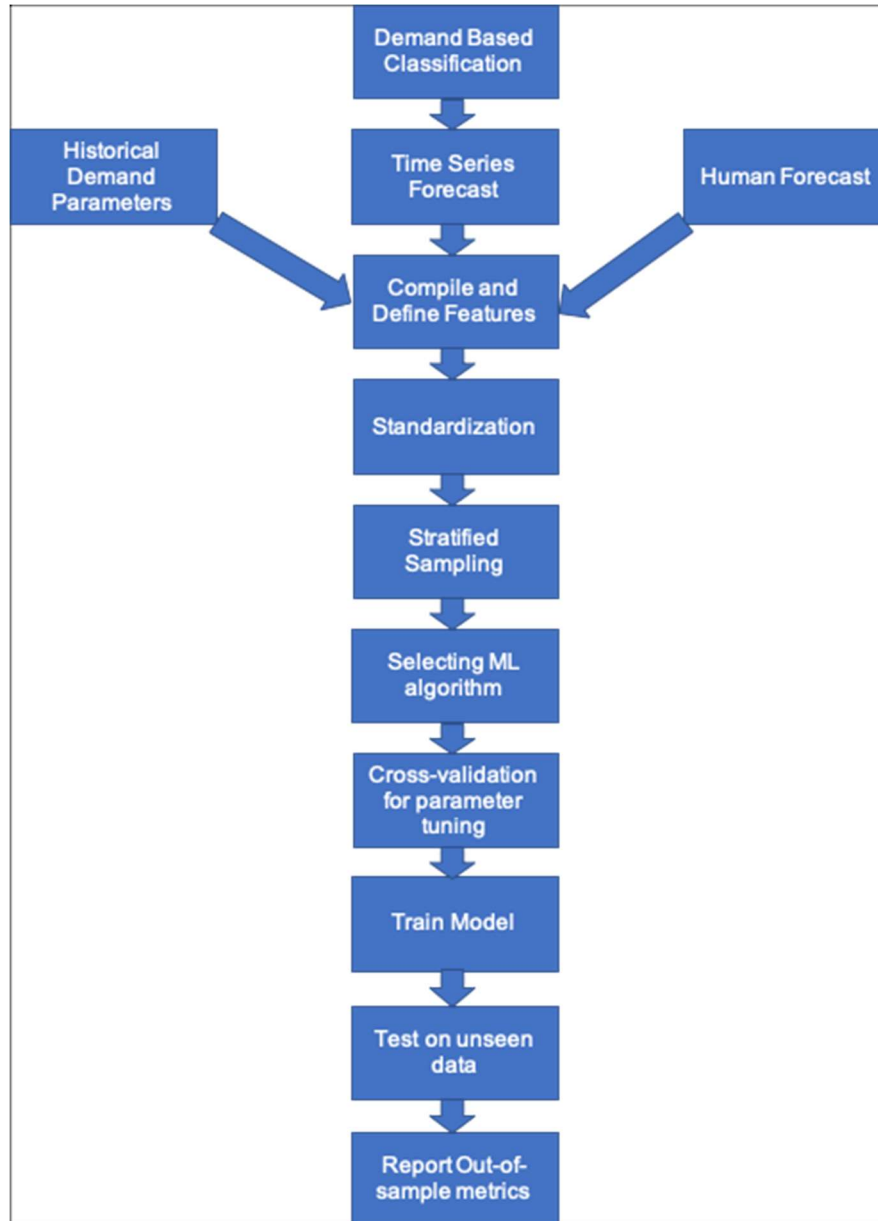 Demand Based
Classification
Historical
Demand
Parameters
Time Series
Forecast
Human Forecast
Compile and
Define Features
Standardization
Stratified
Sampling
Selecting ML
algorithm
Cross-validation
for parameter
tuning
Train Model
Test on unseen
data
Report Out-of-
sample metrics